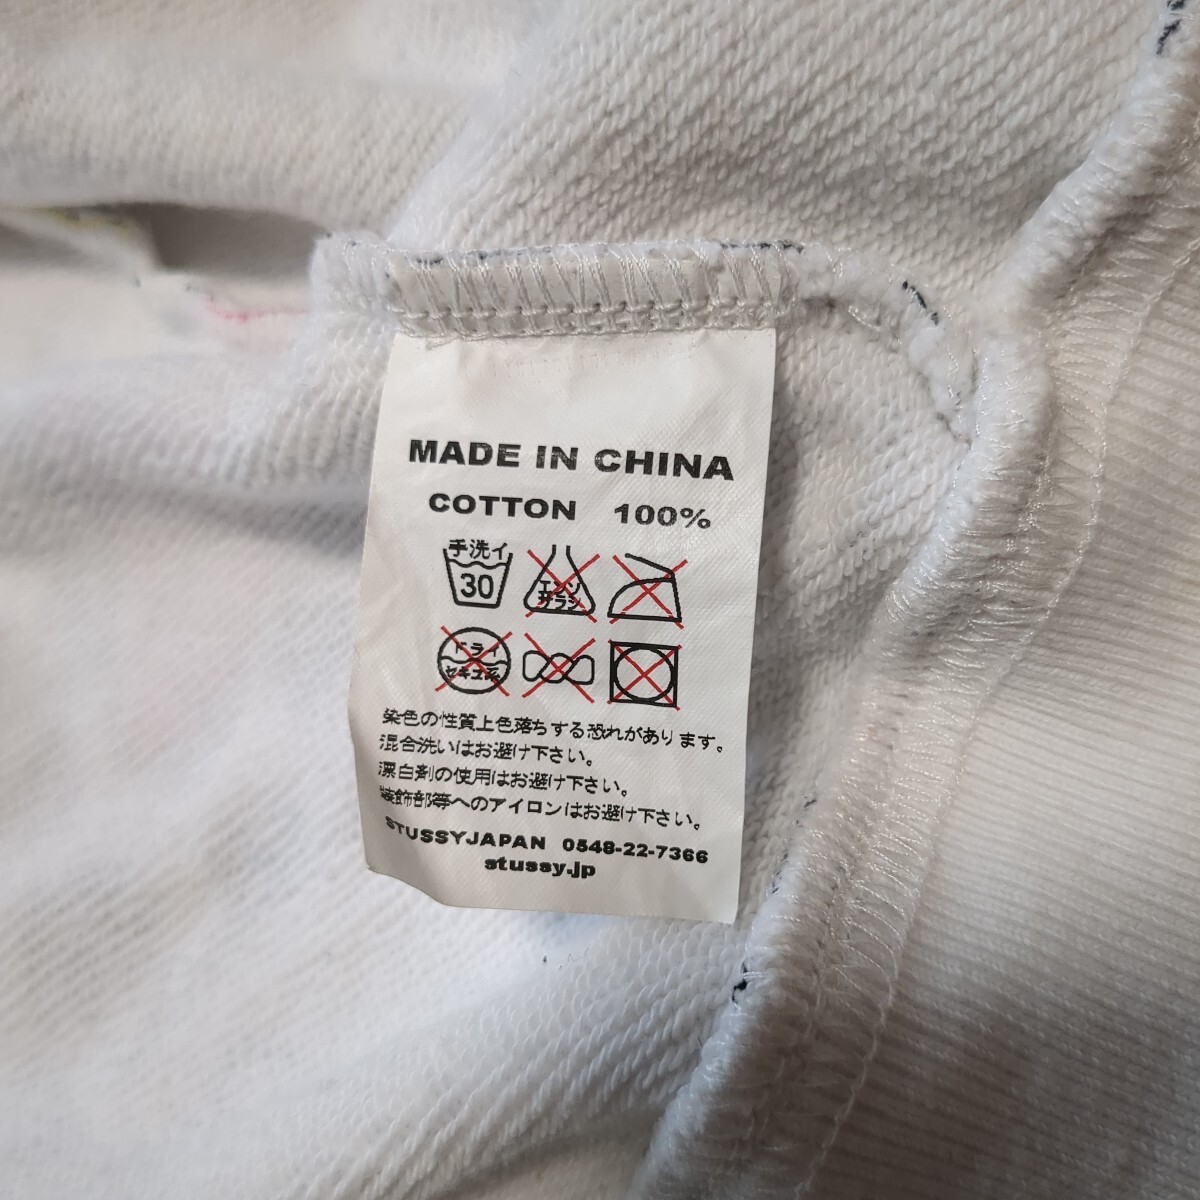 MADE IN CHINA
COTTON 100%
手洗イ
30
エンソ
サラシ
ドライ
セキユ系
染色の性質上色落ちする恐れがあります。
混合洗いはお避け下さい。
漂白剤の使用はお避け下さい。
装飾部等へのアイロンはお避け下さい。
STUSSYJAPAN 0548-22-7366
stussy.jp